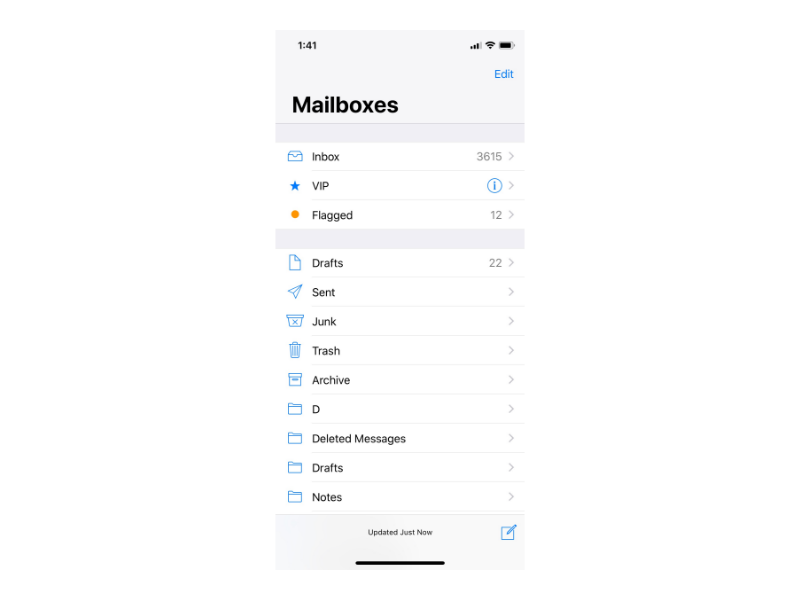 1:41
Edit
Mailboxes
Inbox 3615
VIP
Flagged 12
Drafts 22
Sent
Junk
Trash
Archive
D
Deleted Messages
Drafts
Notes
Updated Just Now